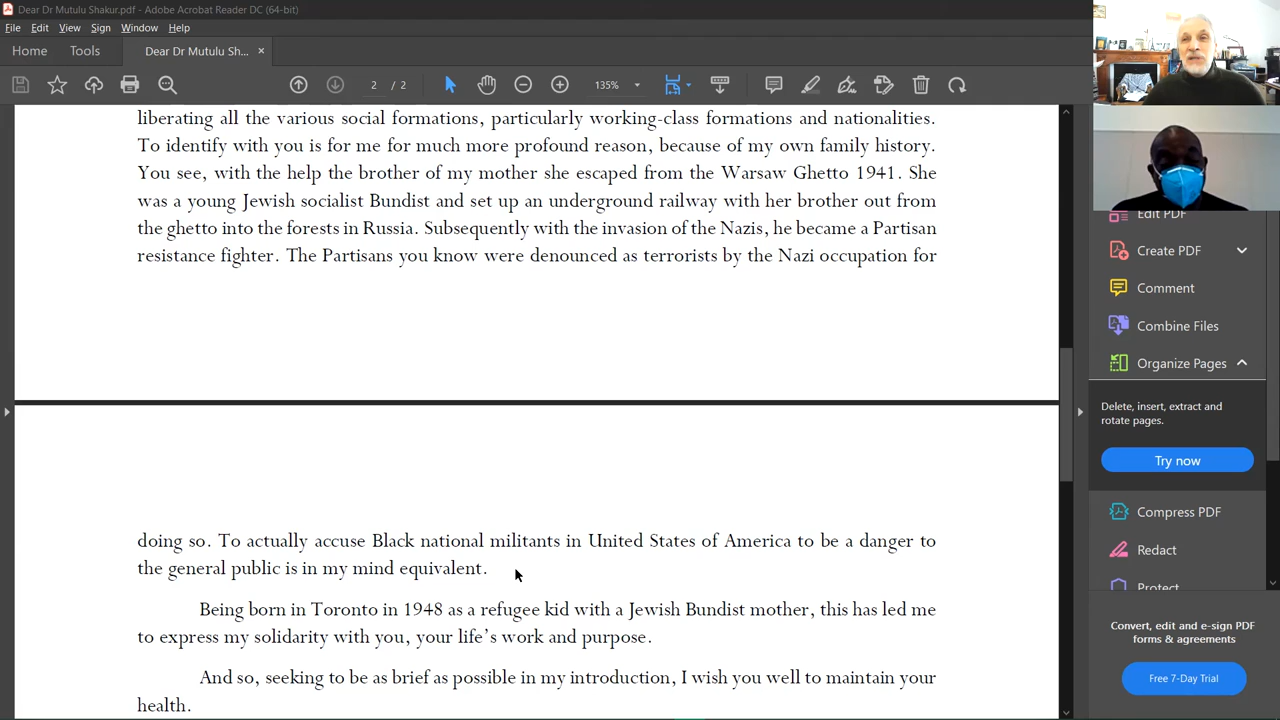 Dear Dr Mutulu Shakur.pdf - Adobe Acrobat Reader DC (64-bit)
File Edit View Sign Window Help
Home Tools Dear Dr Mutulu Sh... ×
2 / 2 135%
liberating all the various social formations, particularly working-class formations and nationalities.
To identify with you is for me for much more profound reason, because of my own family history.
You see, with the help the brother of my mother she escaped from the Warsaw Ghetto 1941. She
was a young Jewish socialist Bundist and set up an underground railway with her brother out from
the ghetto into the forests in Russia. Subsequently with the invasion of the Nazis, he became a Partisan
resistance fighter. The Partisans you know were denounced as terrorists by the Nazi occupation for
doing so. To actually accuse Black national militants in United States of America to be a danger to
the general public is in my mind equivalent.
Being born in Toronto in 1948 as a refugee kid with a Jewish Bundist mother, this has led me
to express my solidarity with you, your life's work and purpose.
And so, seeking to be as brief as possible in my introduction, I wish you well to maintain your
health.
Edit PDF
Create PDF
Comment
Combine Files
Organize Pages
Delete, insert, extract and
rotate pages.
Try now
Compress PDF
Redact
Protect
Convert, edit and e-sign PDF
forms & agreements
Free 7-Day Trial